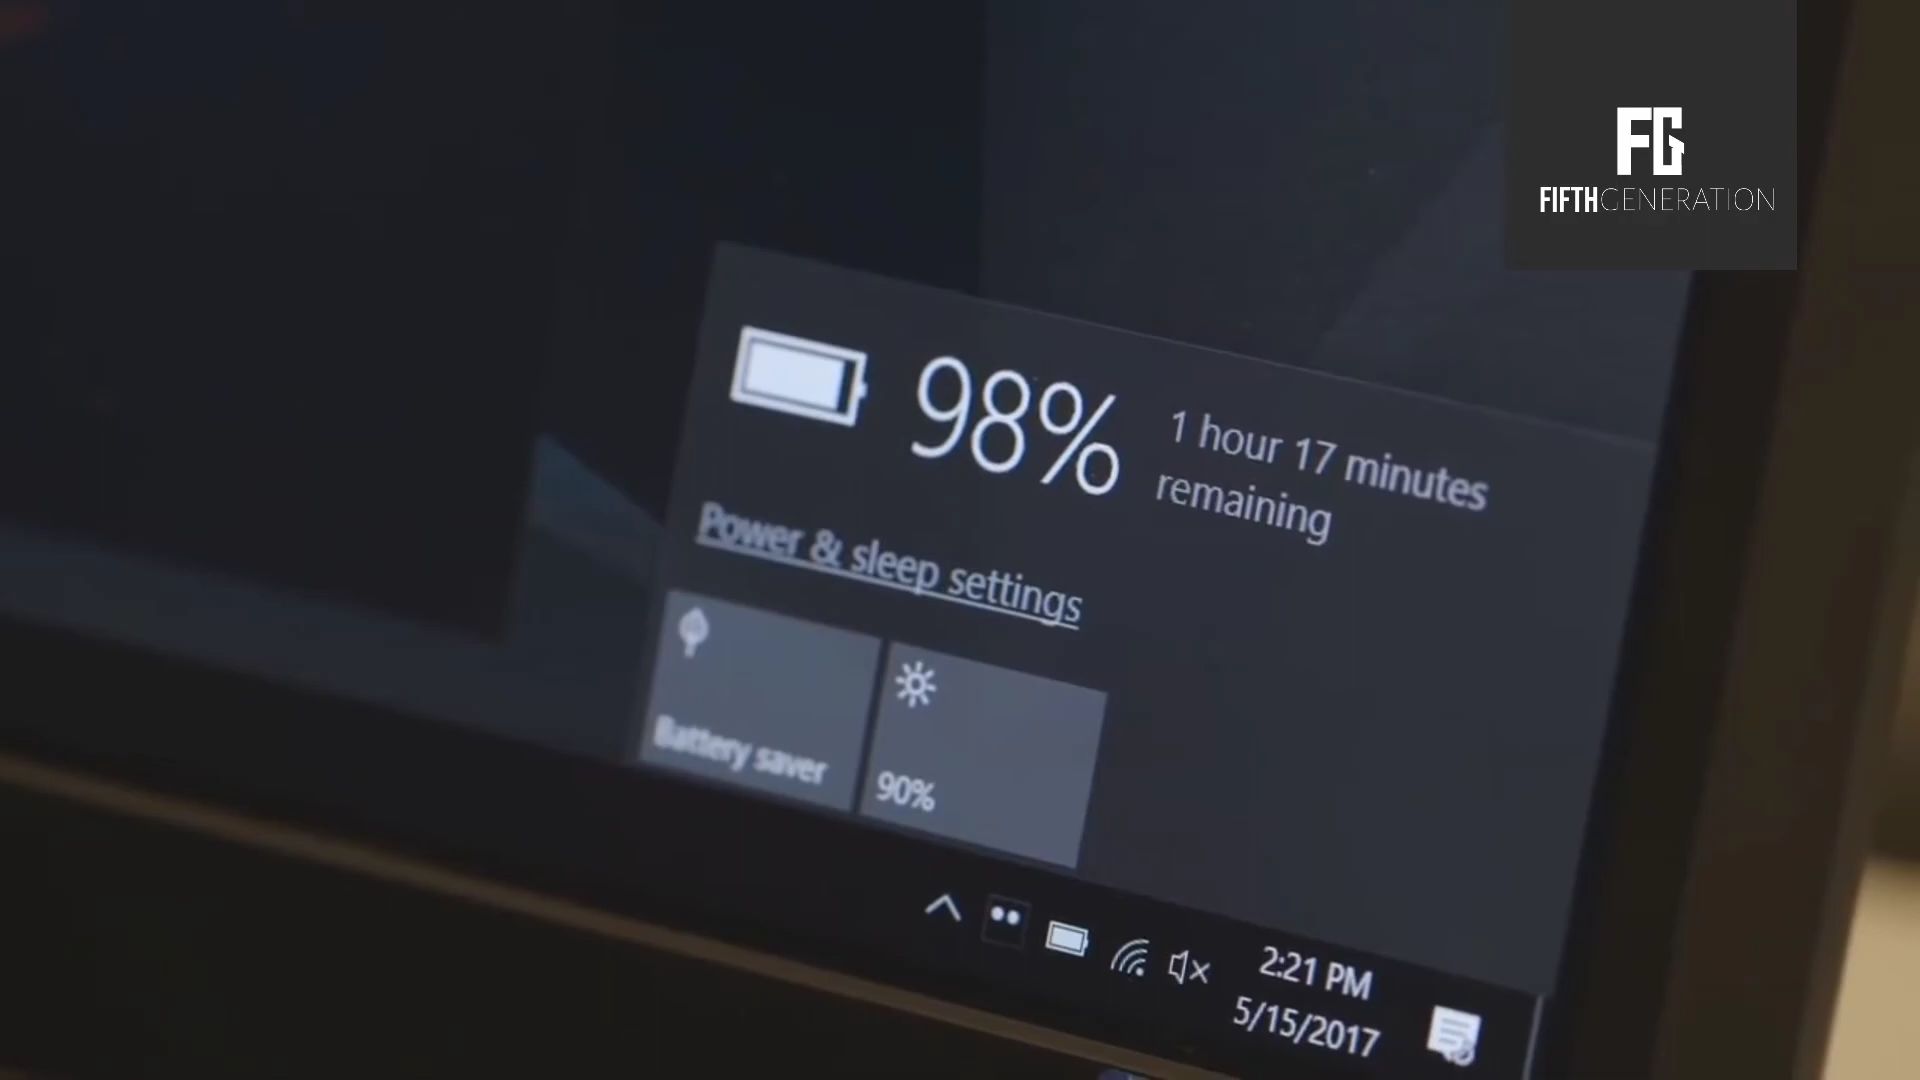 FG
FIFTHGENERATION
98%
1 hour 17 minutes
remaining
Power & sleep settings
Battery saver
90%
2:21 PM
5/15/2017